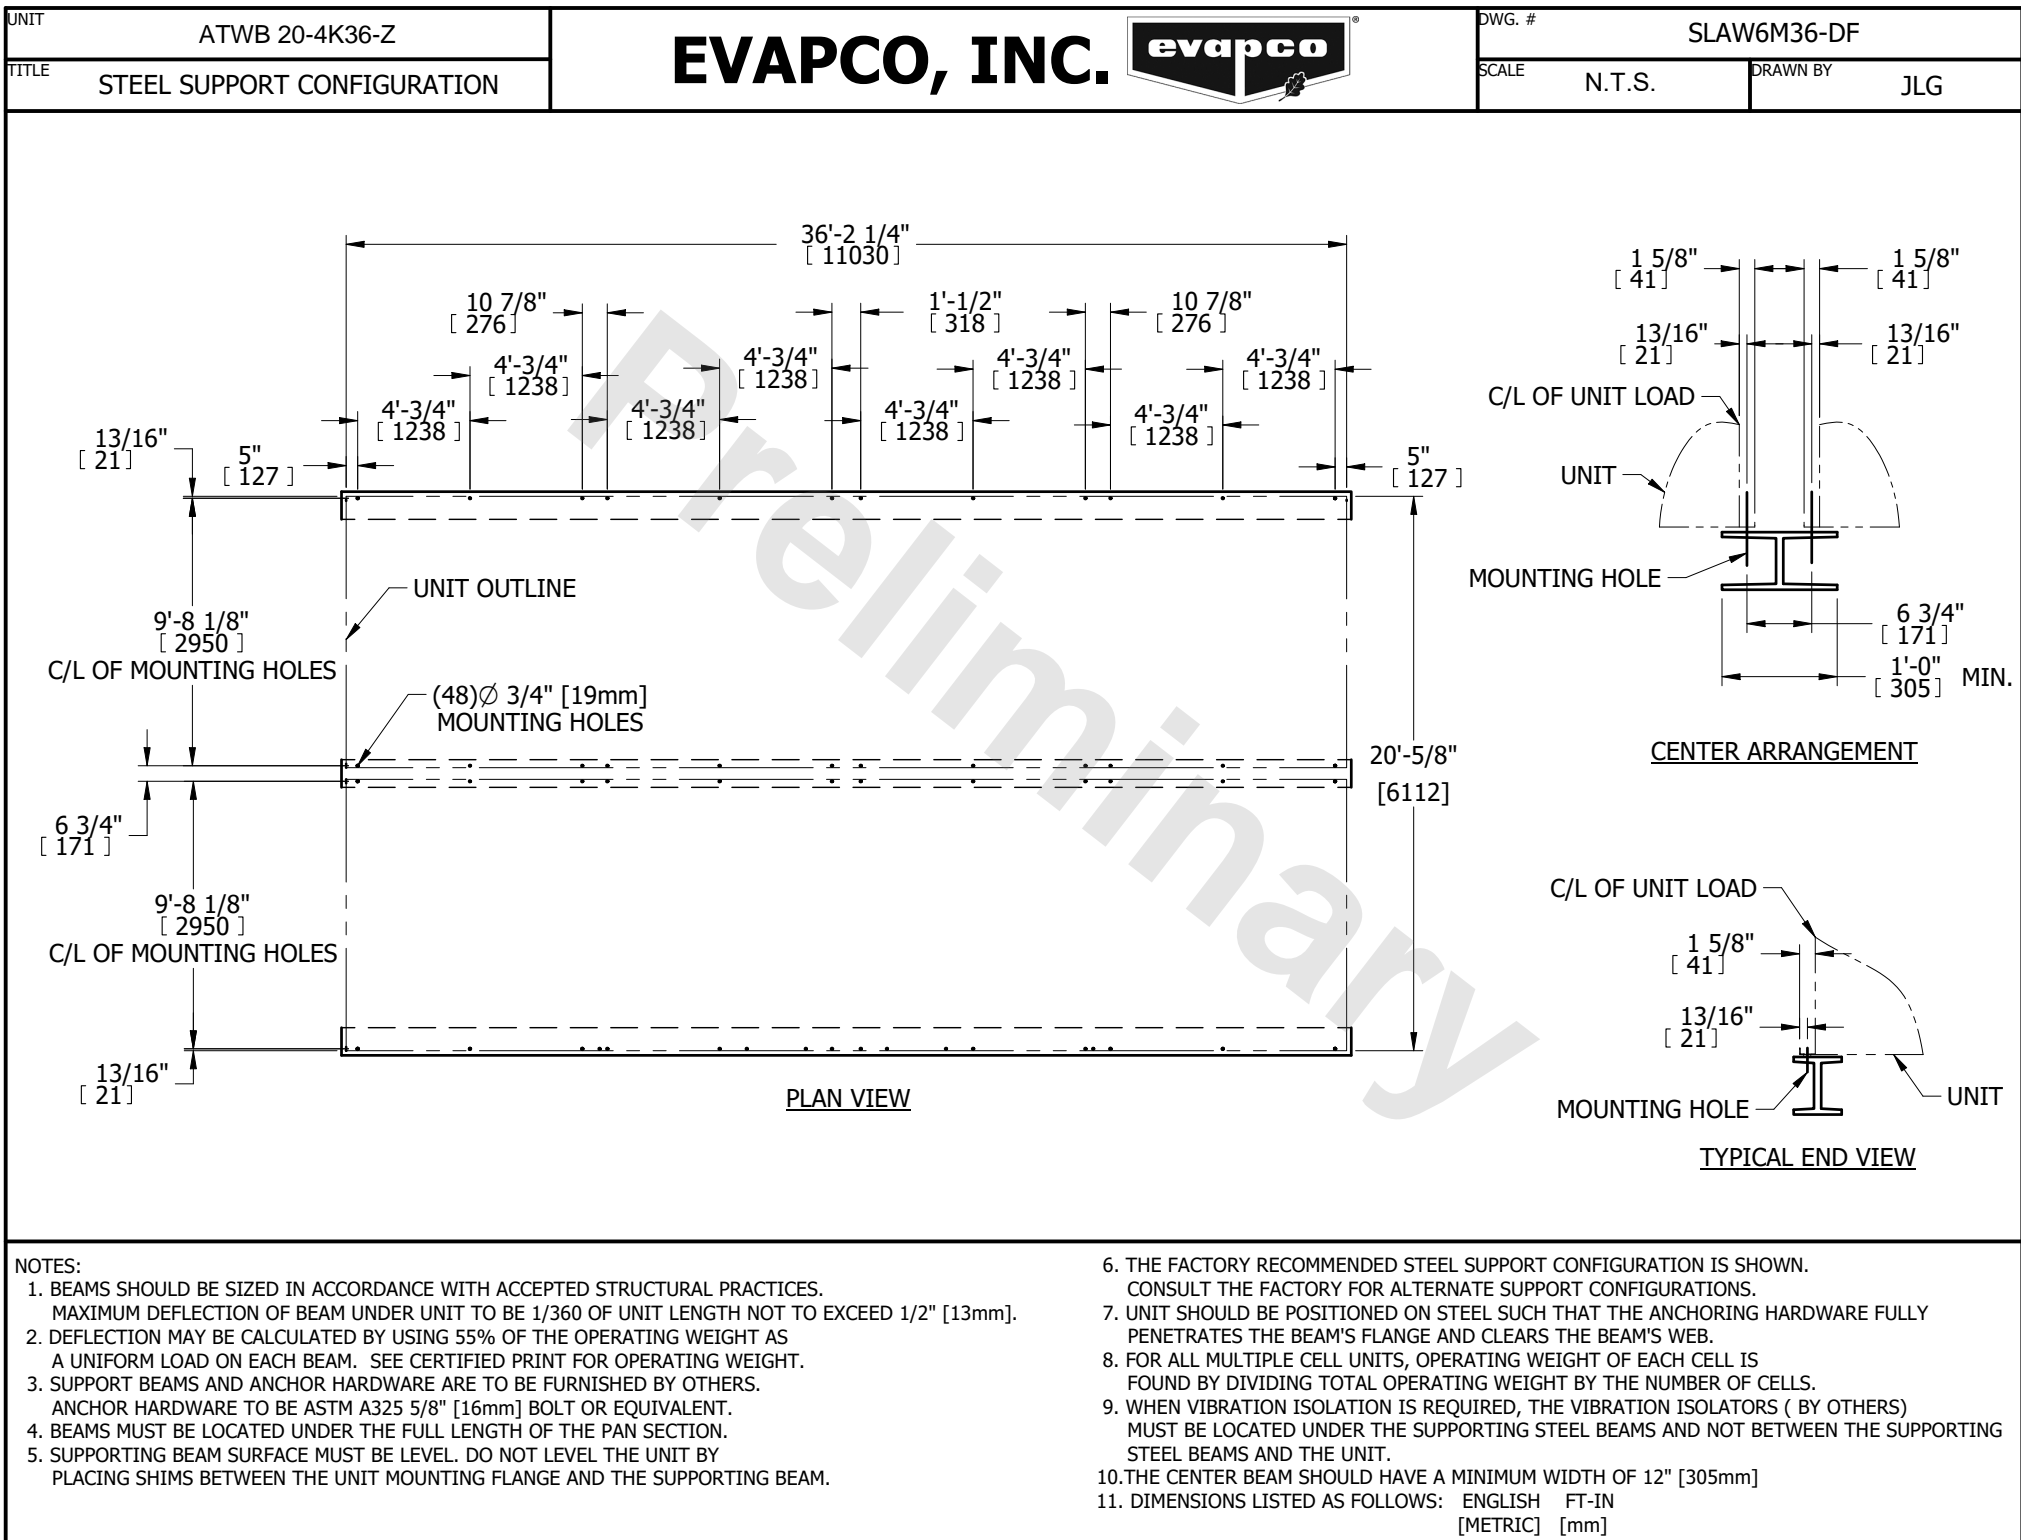 UNIT
ATWB 20-4K36-Z
TITLE
STEEL SUPPORT CONFIGURATION
EVAPCO, INC.
evapco
®
DWG. #
SLAW6M36-DF
SCALE
N.T.S.
DRAWN BY
JLG
36'-2 1/4"
[ 11030 ]
10 7/8"
[ 276 ]
1'-1/2"
[ 318 ]
10 7/8"
[ 276 ]
4'-3/4"
[ 1238 ]
4'-3/4"
[ 1238 ]
4'-3/4"
[ 1238 ]
4'-3/4"
[ 1238 ]
4'-3/4"
[ 1238 ]
4'-3/4"
[ 1238 ]
4'-3/4"
[ 1238 ]
4'-3/4"
[ 1238 ]
13/16"
[ 21 ]
5"
[ 127 ]
5"
[ 127 ]
UNIT OUTLINE
9'-8 1/8"
[ 2950 ]
C/L OF MOUNTING HOLES
(48)Ø 3/4" [19mm]
MOUNTING HOLES
6 3/4"
[ 171 ]
20'-5/8"
[6112]
9'-8 1/8"
[ 2950 ]
C/L OF MOUNTING HOLES
13/16"
[ 21 ]
PLAN VIEW
Preliminary
1 5/8"
[ 41 ]
1 5/8"
[ 41 ]
13/16"
[ 21 ]
13/16"
[ 21 ]
C/L OF UNIT LOAD
UNIT
MOUNTING HOLE
6 3/4"
[ 171 ]
1'-0"
[ 305 ] MIN.
CENTER ARRANGEMENT
C/L OF UNIT LOAD
1 5/8"
[ 41 ]
13/16"
[ 21 ]
MOUNTING HOLE
UNIT
TYPICAL END VIEW
NOTES:
1. BEAMS SHOULD BE SIZED IN ACCORDANCE WITH ACCEPTED STRUCTURAL PRACTICES.
MAXIMUM DEFLECTION OF BEAM UNDER UNIT TO BE 1/360 OF UNIT LENGTH NOT TO EXCEED 1/2" [13mm].
2. DEFLECTION MAY BE CALCULATED BY USING 55% OF THE OPERATING WEIGHT AS
A UNIFORM LOAD ON EACH BEAM. SEE CERTIFIED PRINT FOR OPERATING WEIGHT.
3. SUPPORT BEAMS AND ANCHOR HARDWARE ARE TO BE FURNISHED BY OTHERS.
ANCHOR HARDWARE TO BE ASTM A325 5/8" [16mm] BOLT OR EQUIVALENT.
4. BEAMS MUST BE LOCATED UNDER THE FULL LENGTH OF THE PAN SECTION.
5. SUPPORTING BEAM SURFACE MUST BE LEVEL. DO NOT LEVEL THE UNIT BY
PLACING SHIMS BETWEEN THE UNIT MOUNTING FLANGE AND THE SUPPORTING BEAM.
6. THE FACTORY RECOMMENDED STEEL SUPPORT CONFIGURATION IS SHOWN.
CONSULT THE FACTORY FOR ALTERNATE SUPPORT CONFIGURATIONS.
7. UNIT SHOULD BE POSITIONED ON STEEL SUCH THAT THE ANCHORING HARDWARE FULLY
PENETRATES THE BEAM'S FLANGE AND CLEARS THE BEAM'S WEB.
8. FOR ALL MULTIPLE CELL UNITS, OPERATING WEIGHT OF EACH CELL IS
FOUND BY DIVIDING TOTAL OPERATING WEIGHT BY THE NUMBER OF CELLS.
9. WHEN VIBRATION ISOLATION IS REQUIRED, THE VIBRATION ISOLATORS ( BY OTHERS)
MUST BE LOCATED UNDER THE SUPPORTING STEEL BEAMS AND NOT BETWEEN THE SUPPORTING
STEEL BEAMS AND THE UNIT.
10.THE CENTER BEAM SHOULD HAVE A MINIMUM WIDTH OF 12" [305mm]
11. DIMENSIONS LISTED AS FOLLOWS: ENGLISH FT-IN
[METRIC] [mm]